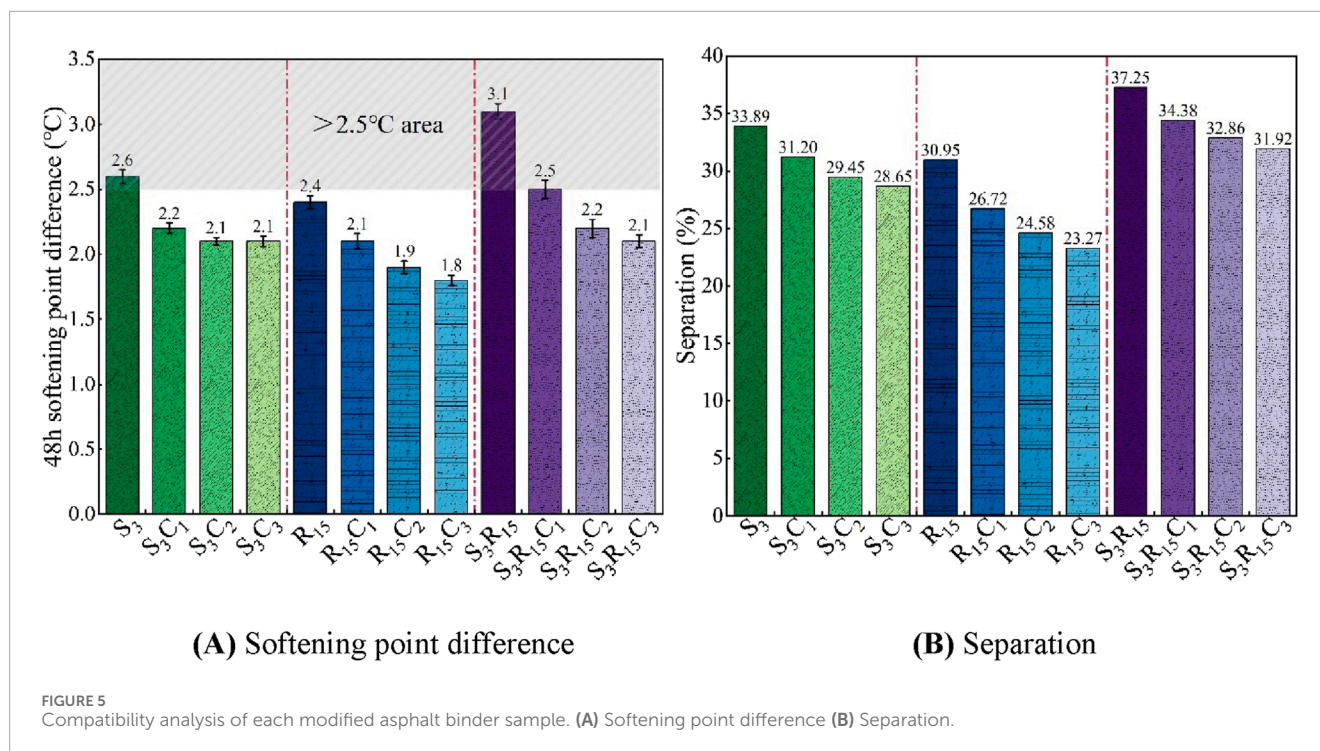 3.5
3.0
2.5
2.0
1.5
1.0
0.5
0.0
48h softening point difference (℃)
>2.5℃ area
2.6
2.2
2.1
2.1
2.4
2.1
1.9
1.8
3.1
2.5
2.2
2.1
S₃
S₃C₁
S₃C₂
S₃C₃
R₁₅
R₁₅C₁
R₁₅C₂
R₁₅C₃
S₃R₁₅
S₃R₁₅C₁
S₃R₁₅C₂
S₃R₁₅C₃
(A) Softening point difference
40
35
30
25
20
15
10
5
0
Separation (%)
33.89
31.20
29.45
28.65
30.95
26.72
24.58
23.27
37.25
34.38
32.86
31.92
S₃
S₃C₁
S₃C₂
S₃C₃
R₁₅
R₁₅C₁
R₁₅C₂
R₁₅C₃
S₃R₁₅
S₃R₁₅C₁
S₃R₁₅C₂
S₃R₁₅C₃
(B) Separation
FIGURE 5
Compatibility analysis of each modified asphalt binder sample. (A) Softening point difference (B) Separation.